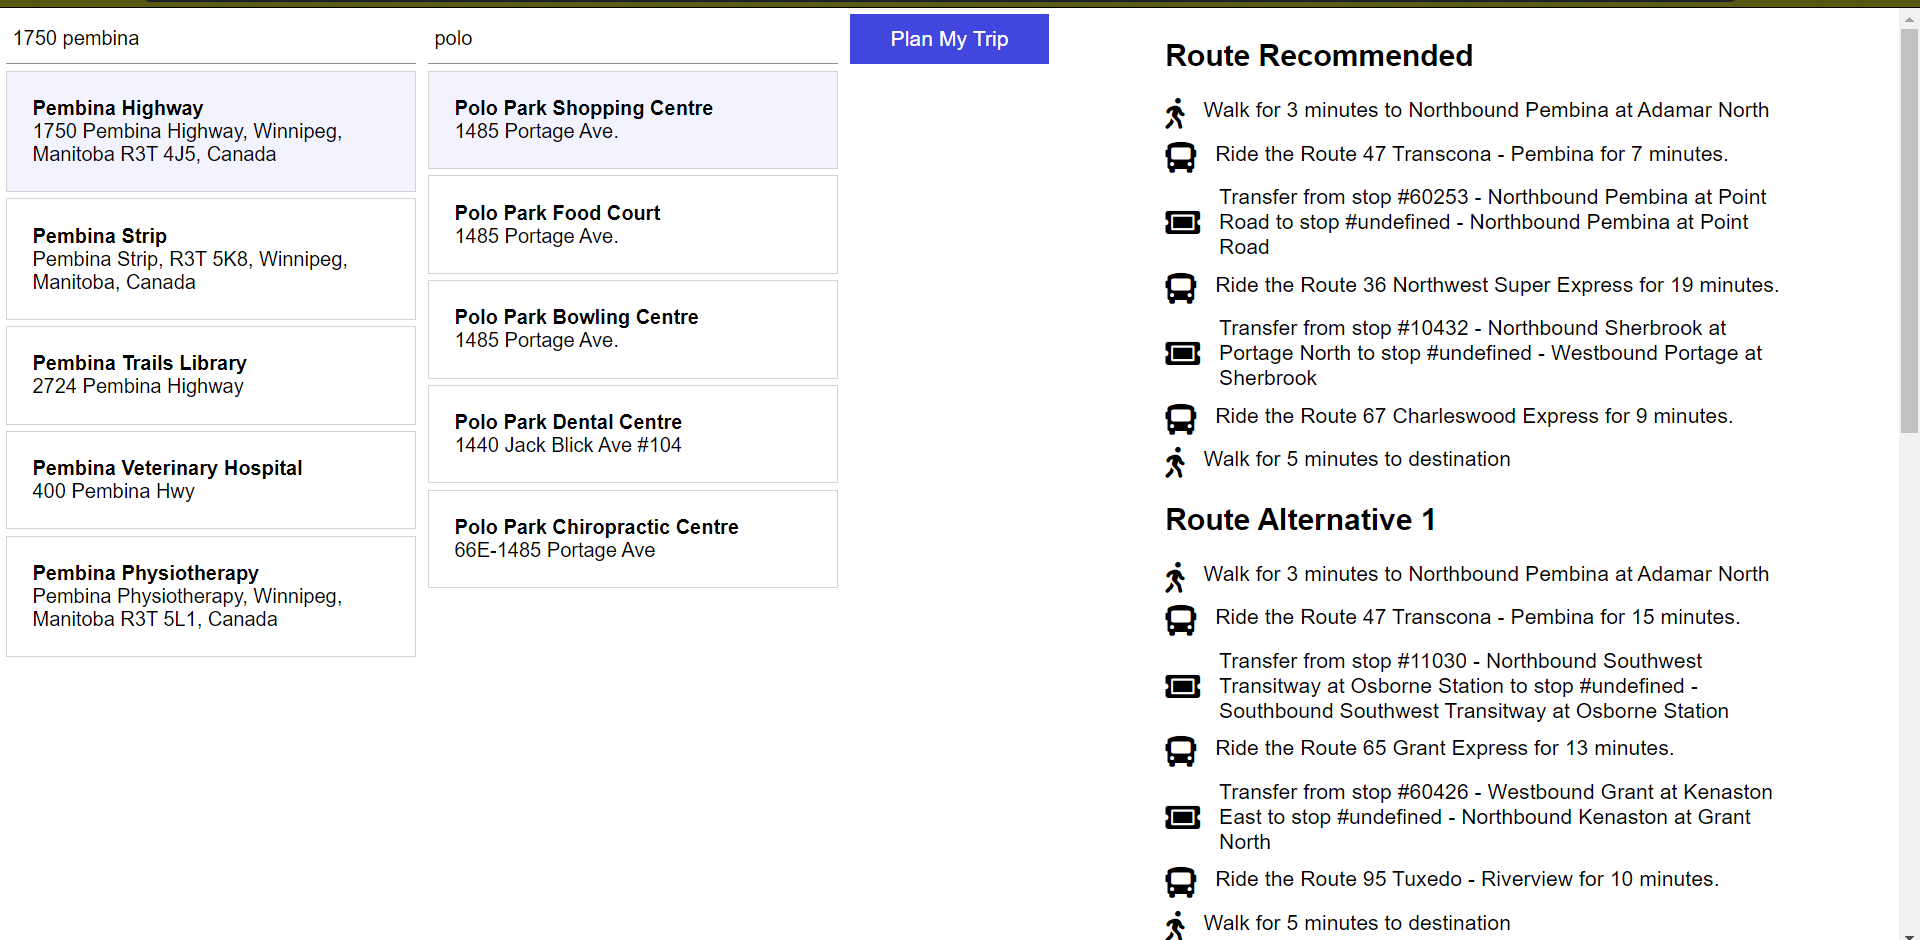 1750 pembina
Pembina Highway
1750 Pembina Highway, Winnipeg,
Manitoba R3T 4J5, Canada
Pembina Strip
Pembina Strip, R3T 5K8, Winnipeg,
Manitoba, Canada
Pembina Trails Library
2724 Pembina Highway
Pembina Veterinary Hospital
400 Pembina Hwy
Pembina Physiotherapy
Pembina Physiotherapy, Winnipeg,
Manitoba R3T 5L1, Canada
polo
Polo Park Shopping Centre
1485 Portage Ave.
Polo Park Food Court
1485 Portage Ave.
Polo Park Bowling Centre
1485 Portage Ave.
Polo Park Dental Centre
1440 Jack Blick Ave #104
Polo Park Chiropractic Centre
66E-1485 Portage Ave
Plan My Trip
Route Recommended
Walk for 3 minutes to Northbound Pembina at Adamar North
Ride the Route 47 Transcona - Pembina for 7 minutes.
Transfer from stop #60253 - Northbound Pembina at Point
Road to stop #undefined - Northbound Pembina at Point
Road
Ride the Route 36 Northwest Super Express for 19 minutes.
Transfer from stop #10432 - Northbound Sherbrook at
Portage North to stop #undefined - Westbound Portage at
Sherbrook
Ride the Route 67 Charleswood Express for 9 minutes.
Walk for 5 minutes to destination
Route Alternative 1
Walk for 3 minutes to Northbound Pembina at Adamar North
Ride the Route 47 Transcona - Pembina for 15 minutes.
Transfer from stop #11030 - Northbound Southwest
Transitway at Osborne Station to stop #undefined -
Southbound Southwest Transitway at Osborne Station
Ride the Route 65 Grant Express for 13 minutes.
Transfer from stop #60426 - Westbound Grant at Kenaston
East to stop #undefined - Northbound Kenaston at Grant
North
Ride the Route 95 Tuxedo - Riverview for 10 minutes.
Walk for 5 minutes to destination